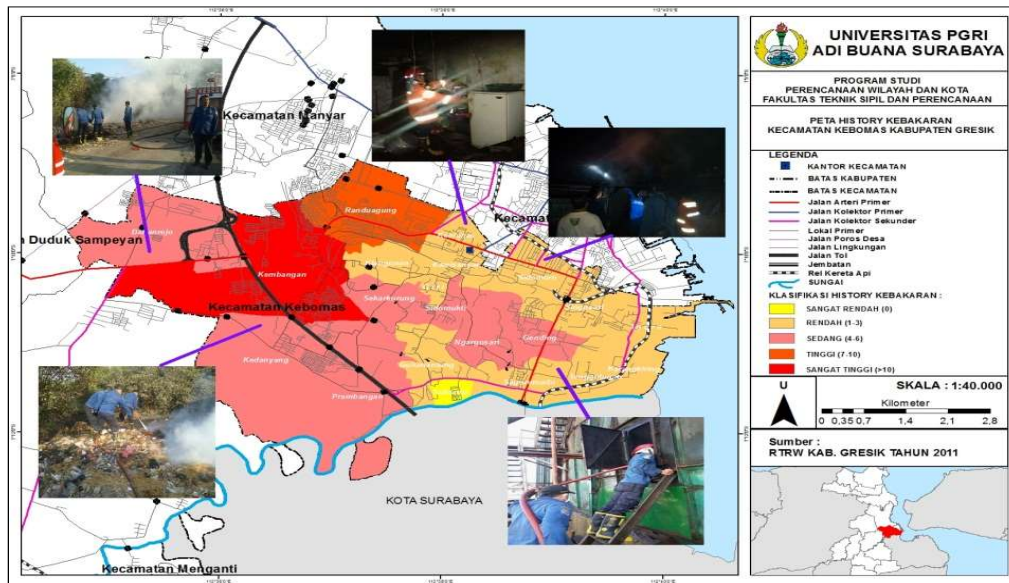 Kecamatan Manyar
Randuagung
n Duduk Sampeyan
Kembangan
Kecamatan Kebomas
Sekarkurung
Sidomukti
Ngargosari
Gending
Kedanyang
Prambangan
KOTA SURABAYA
Kecamatan Menganti
UNIVERSITAS PGRI
ADI BUANA SURABAYA
PROGRAM STUDI
PERENCANAAN WILAYAH DAN KOTA
FAKULTAS TEKNIK SIPIL DAN PERENCANAAN
PETA HISTORY KEBAKARAN
KECAMATAN KEBOMAS KABUPATEN GRESIK
LEGENDA
KANTOR KECAMATAN
BATAS KABUPATEN
BATAS KECAMATAN
Jalan Arteri Primer
Jalan Kolektor Primer
Jalan Kolektor Sekunder
Lokal Primer
Jalan Poros Desa
Jalan Lingkungan
Jalan Tol
Jembatan
Rel Kereta Api
SUNGAI
KLASIFIKASI HISTORY KEBAKARAN :
SANGAT RENDAH (0)
RENDAH (1-3)
SEDANG (4-6)
TINGGI (7-10)
SANGAT TINGGI (>10)
U
SKALA : 1:40.000
Kilometer
0 0,35 0,7 1,4 2,1 2,8
Sumber :
RTRW KAB. GRESIK TAHUN 2011